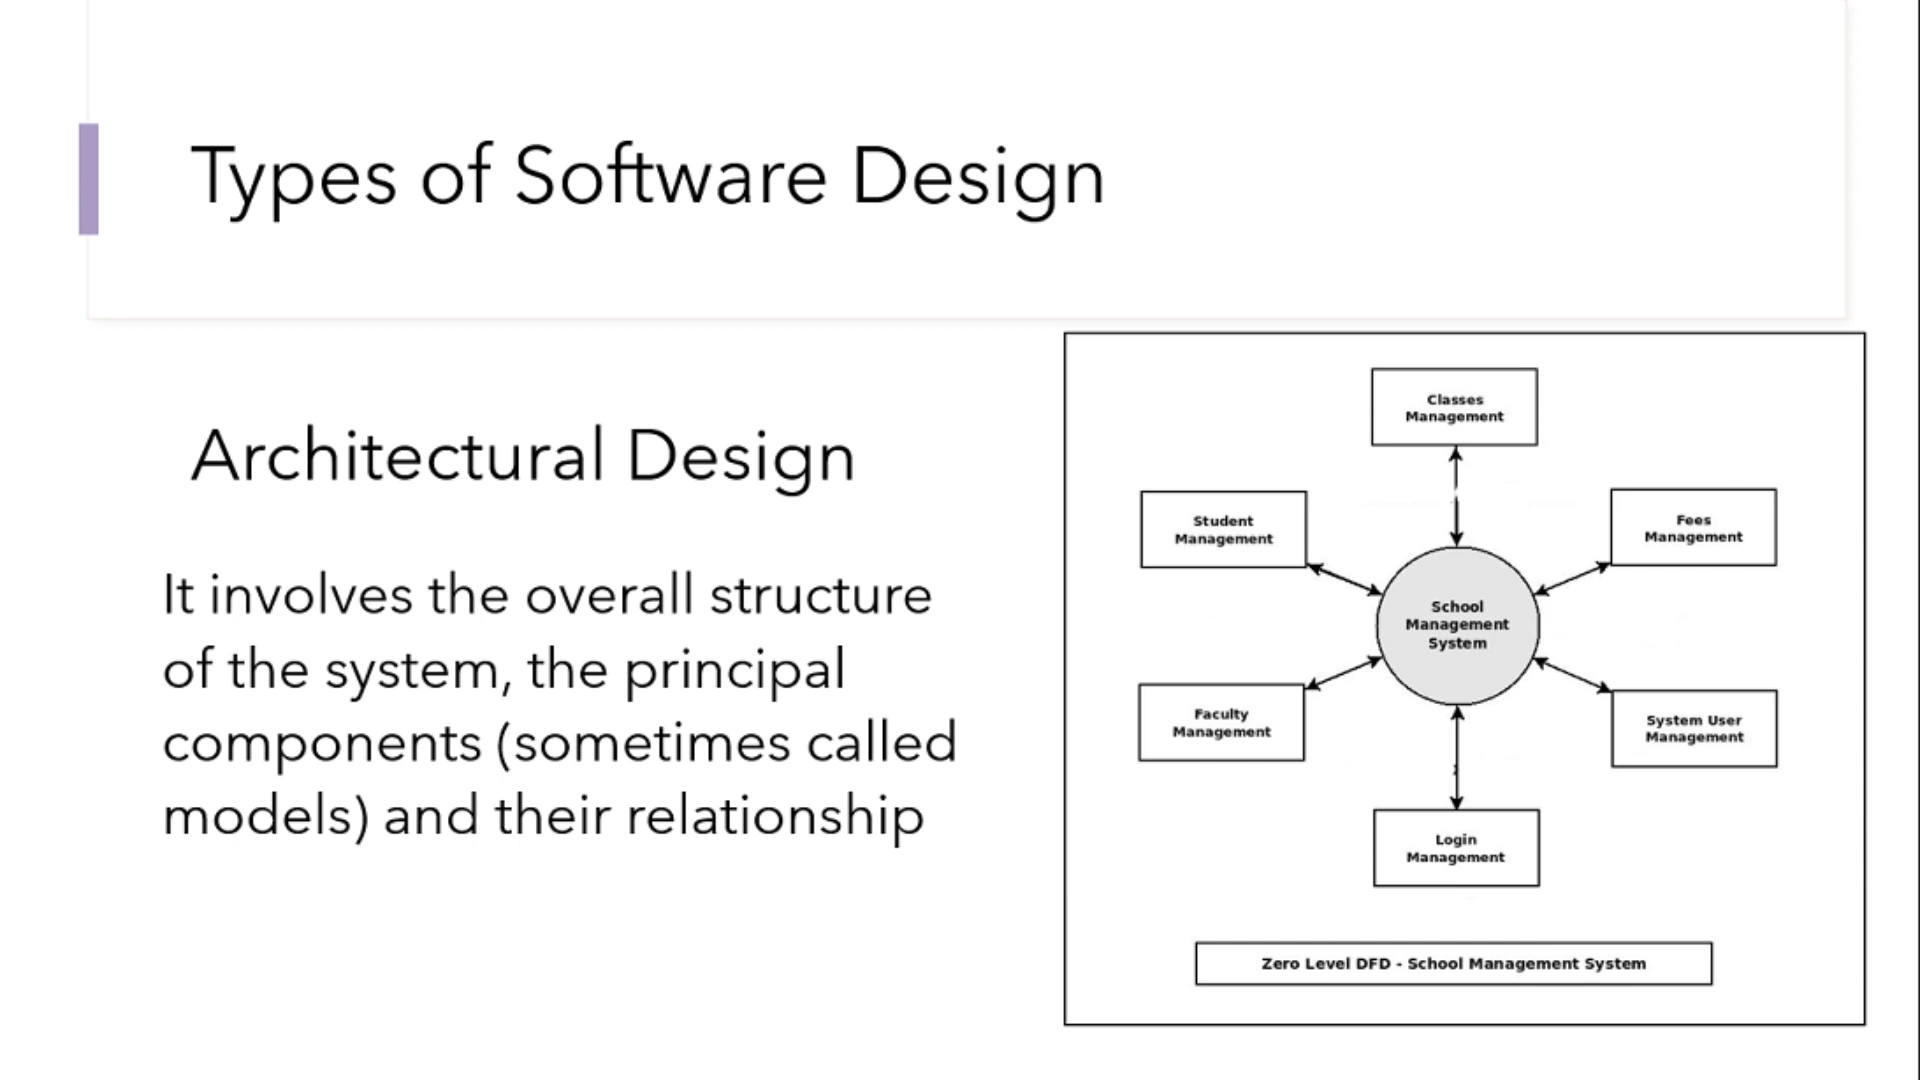 Types of Software Design
Architectural Design
It involves the overall structure
of the system, the principal
components (sometimes called
models) and their relationship
Classes
Management
Student
Management
Fees
Management
School
Management
System
Faculty
Management
System User
Management
Login
Management
Zero Level DFD - School Management System